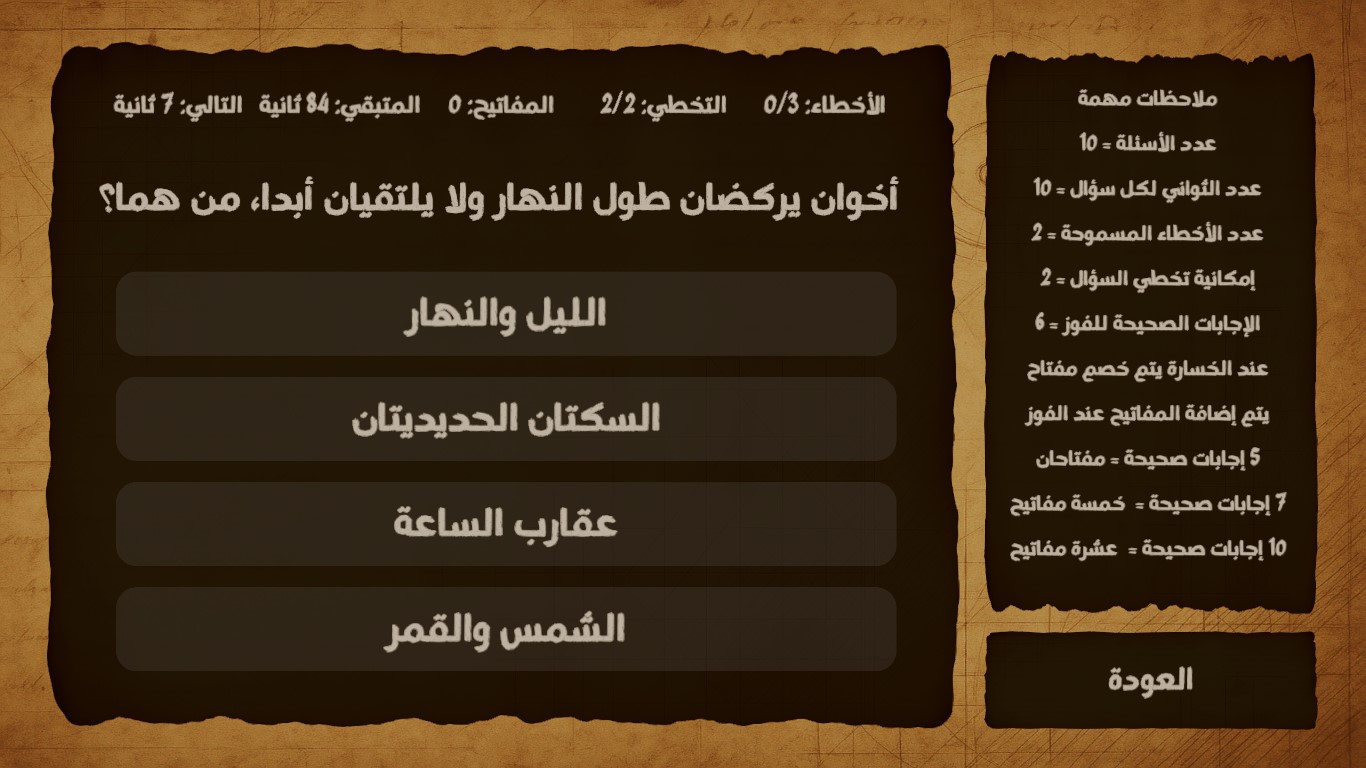 الأخطاء: 0/3 التخطي: 2/2 المفاتيح: 0 المتبقي: 84 ثانية التالي: 7 ثانية
أخوان يركضان طول النهار ولا يلتقيان أبدا، من هما؟
الليل والنهار
السكتان الحديديتان
عقارب الساعة
الشمس والقمر
ملاحظات مهمة
عدد الأسئلة = 10
عدد الثواني لكل سؤال = 10
عدد الأخطاء المسموحة = 2
إمكانية تخطي السؤال = 2
الإجابات الصحيحة للفوز = 6
عند الخسارة يتم خصم مفتاح
يتم إضافة المفاتيح عند الفوز
5 إجابات صحيحة = مفتاحان
7 إجابات صحيحة = خمسة مفاتيح
10 إجابات صحيحة = عشرة مفاتيح
العودة